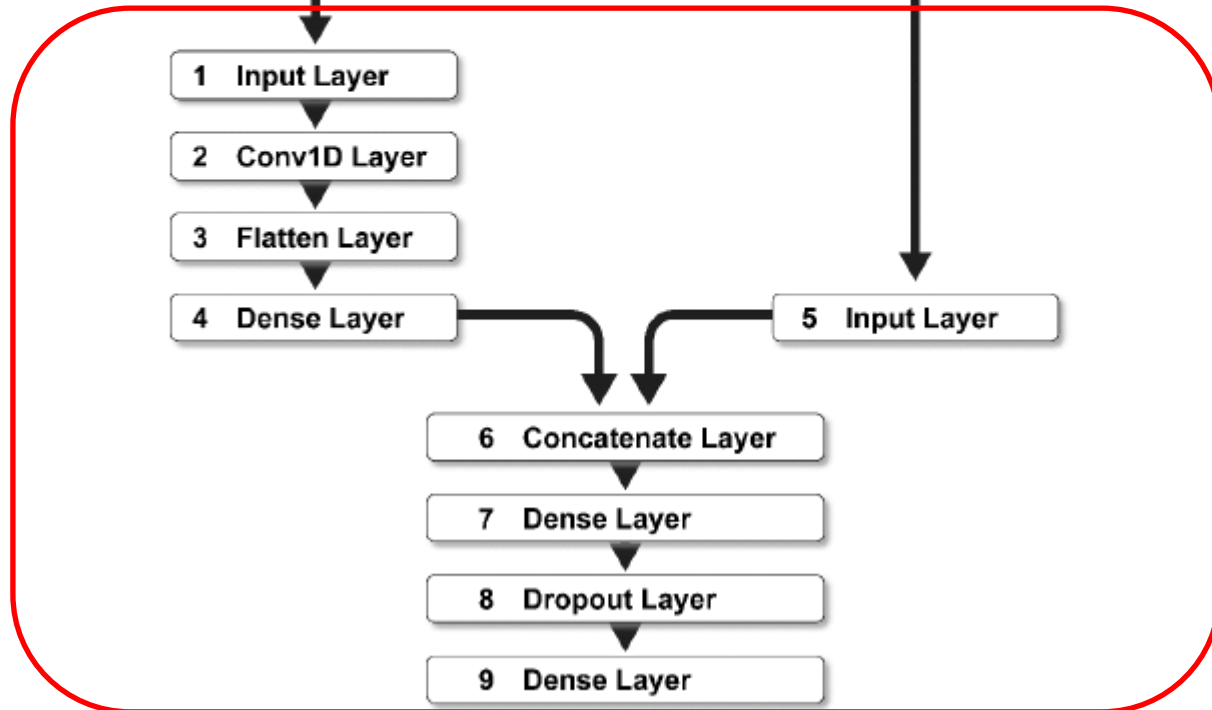 1 Input Layer
2 Conv1D Layer
3 Flatten Layer
4 Dense Layer
5 Input Layer
6 Concatenate Layer
7 Dense Layer
8 Dropout Layer
9 Dense Layer